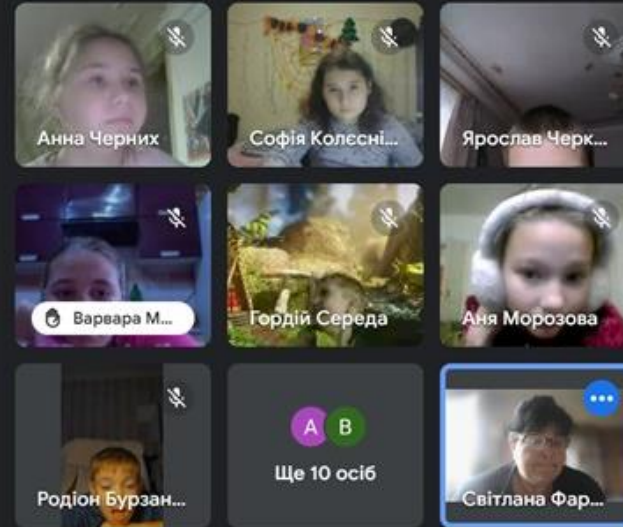 Анна Черних
Софія Колєсні...
Ярослав Черк...
Варвара М...
Гордій Середа
Аня Морозова
Родіон Бурзан...
А В
Ще 10 осіб
Світлана Фар...